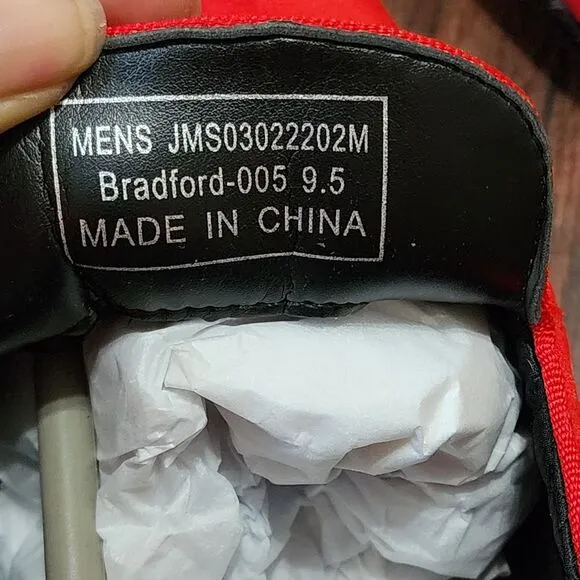 MENS JMS03022202M
Bradford-005 9.5
MADE IN CHINA